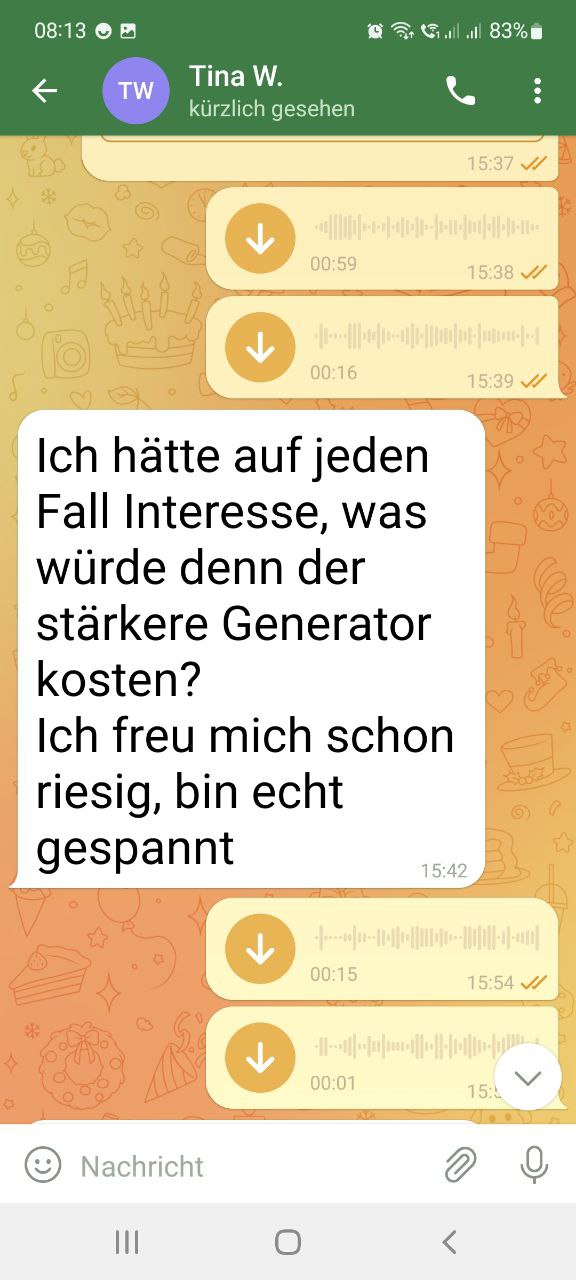 08:13
83%
TW
Tina W.
kürzlich gesehen
15:37
00:59
15:38
00:16
15:39
Ich hätte auf jeden
Fall Interesse, was
würde denn der
stärkere Generator
kosten?
Ich freu mich schon
riesig, bin echt
gespannt
15:42
00:15
15:54
00:01
Nachricht